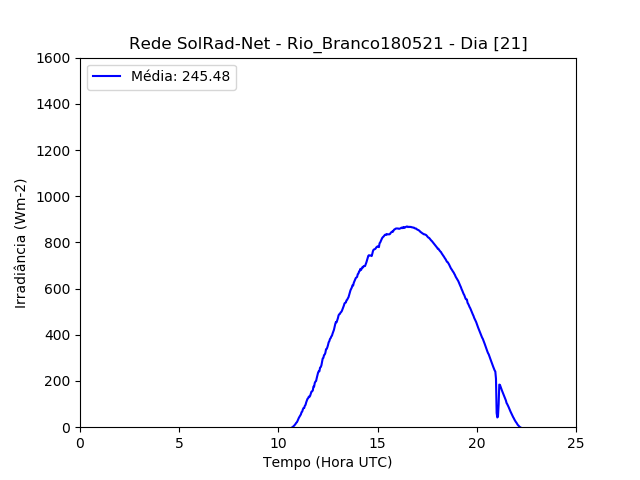 Rede SolRad-Net - Rio_Branco180521 - Dia [21]
Média: 245.48
1600
1400
1200
1000
800
600
400
200
0
Irradiância (Wm-2)
0 5 10 15 20 25
Tempo (Hora UTC)